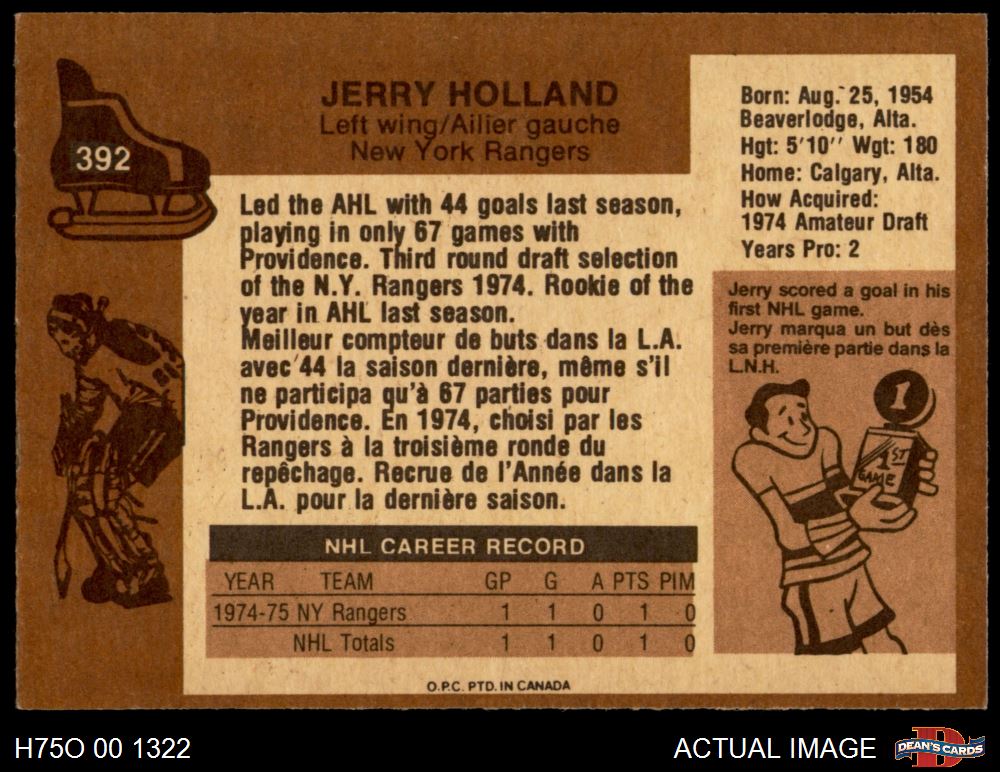 392
JERRY HOLLAND
Left wing/Ailier gauche
New York Rangers
Born: Aug. 25, 1954
Beaverlodge, Alta.
Hgt: 5'10'' Wgt: 180
Home: Calgary, Alta.
How Acquired:
1974 Amateur Draft
Years Pro: 2
Led the AHL with 44 goals last season,
playing in only 67 games with
Providence. Third round draft selection
of the N.Y. Rangers 1974. Rookie of the
year in AHL last season.
Meilleur compteur de buts dans la L.A.
avec 44 la saison dernière, même s'il
ne participa qu'à 67 parties pour
Providence. En 1974, choisi par les
Rangers à la troisième ronde du
repêchage. Recrue de l'Année dans la
L.A. pour la dernière saison.
Jerry scored a goal in his
first NHL game.
Jerry marqua un but dès
sa première partie dans la
L.N.H.
1
1ST
GAME
NHL CAREER RECORD
YEAR TEAM GP G A PTS PIM
1974-75 NY Rangers 1 1 0 1 0
NHL Totals 1 1 0 1 0
O.P.C. PTD. IN CANADA
H75O 00 1322
ACTUAL IMAGE
D
DEAN'S CARDS